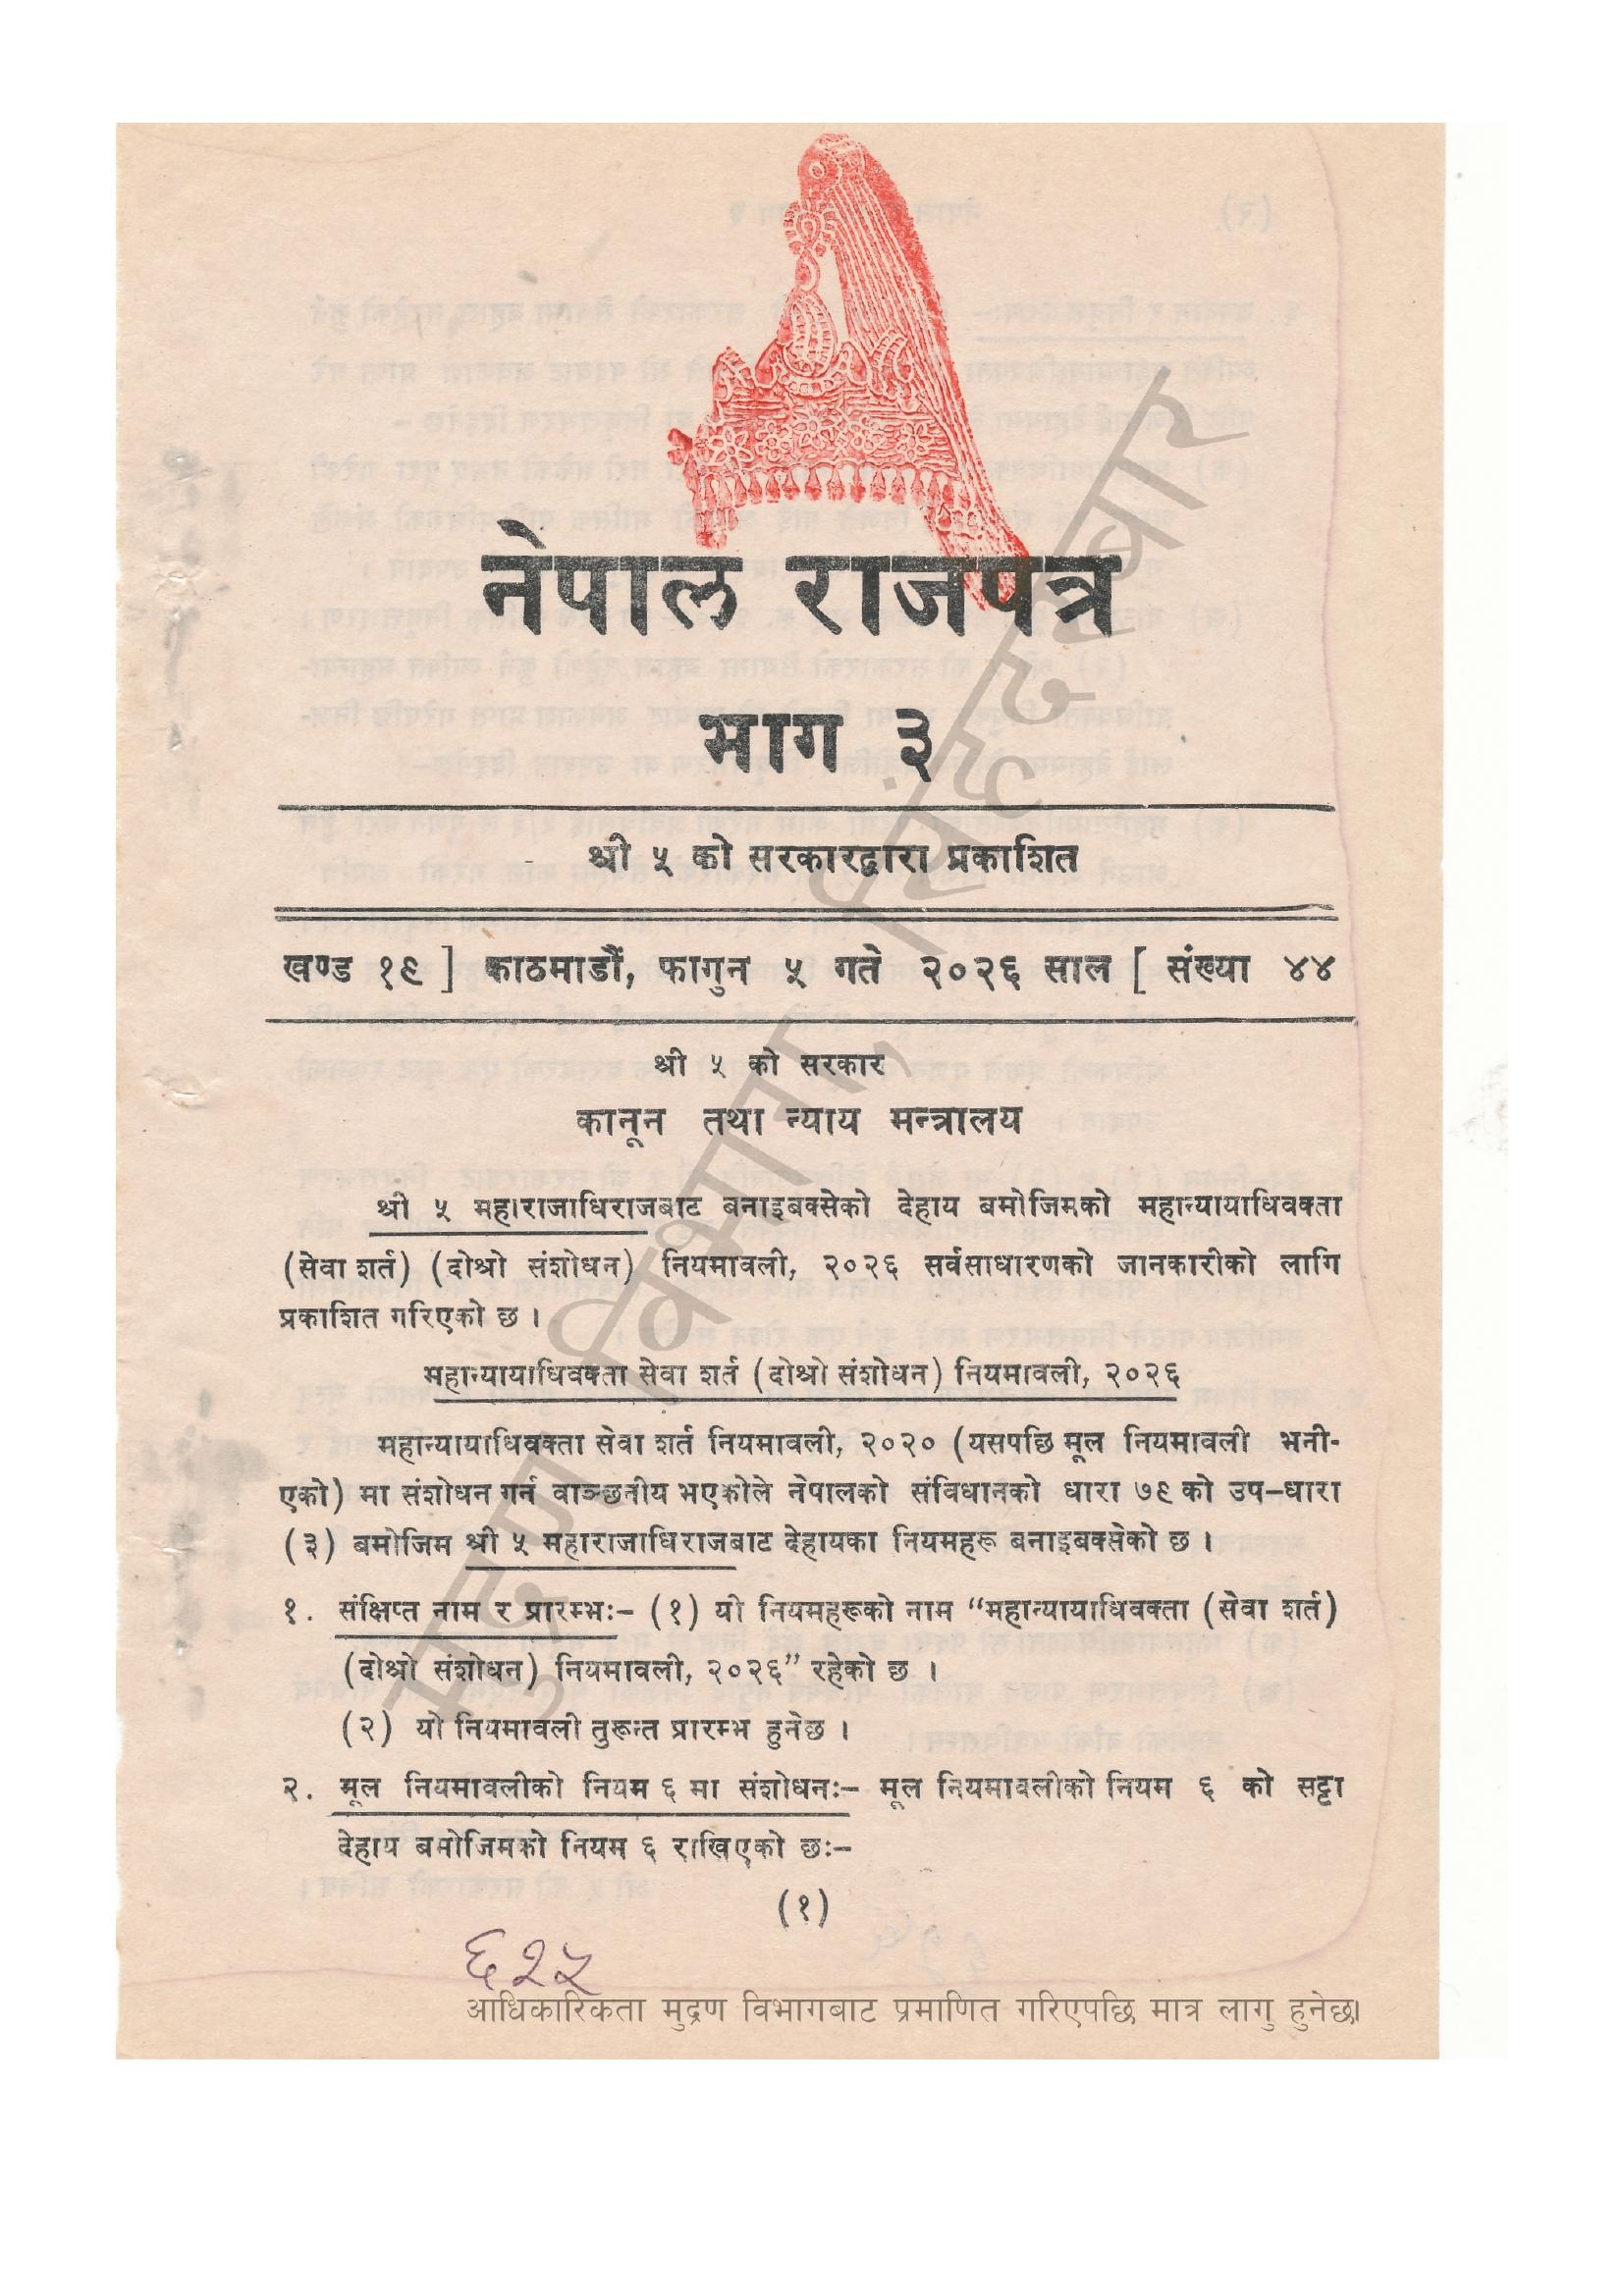 नेपाल राजपत्र
भाग ३
श्री ५ को सरकारद्वारा प्रकाशित
खण्ड १९ ] काठमाडौं, फागुन ५ गते २०२६ साल [ संख्या ४४
श्री ५ को सरकार
कानून तथा न्याय मन्त्रालय
श्री ५ महाराजाधिराजबाट बनाइबक्सेको देहाय बमोजिमको महान्यायाधिवक्ता
(सेवा शर्त) (दोश्रो संशोधन) नियमावली, २०२६ सर्वसाधारणको जानकारीको लागि
प्रकाशित गरिएको छ ।
महान्यायाधिवक्ता सेवा शर्त (दोश्रो संशोधन) नियमावली, २०२६
महान्यायाधिवक्ता सेवा शर्त नियमावली, २०२० (यसपछि मूल नियमावली भनी-
एको) मा संशोधन गर्न वाञ्छनीय भएकोले नेपालको संविधानको धारा ७९ को उप–धारा
(३) बमोजिम श्री ५ महाराजाधिराजबाट देहायका नियमहरू बनाइबक्सेको छ ।
१. संक्षिप्त नाम र प्रारम्भः– (१) यो नियमहरूको नाम “महान्यायाधिवक्ता (सेवा शर्त)
(दोश्रो संशोधन) नियमावली, २०२६” रहेको छ ।
(२) यो नियमावली तुरून्त प्रारम्भ हुनेछ ।
२. मूल नियमावलीको नियम ६ मा संशोधनः– मूल नियमावलीको नियम ६ को सट्टा
देहाय बमोजिमको नियम ६ राखिएको छः–
(१)
६२५
आधिकारिकता मुद्रण विभागबाट प्रमाणित गरिएपछि मात्र लागु हुनेछ।
मुद्रण विभाग, सिंहदरबार